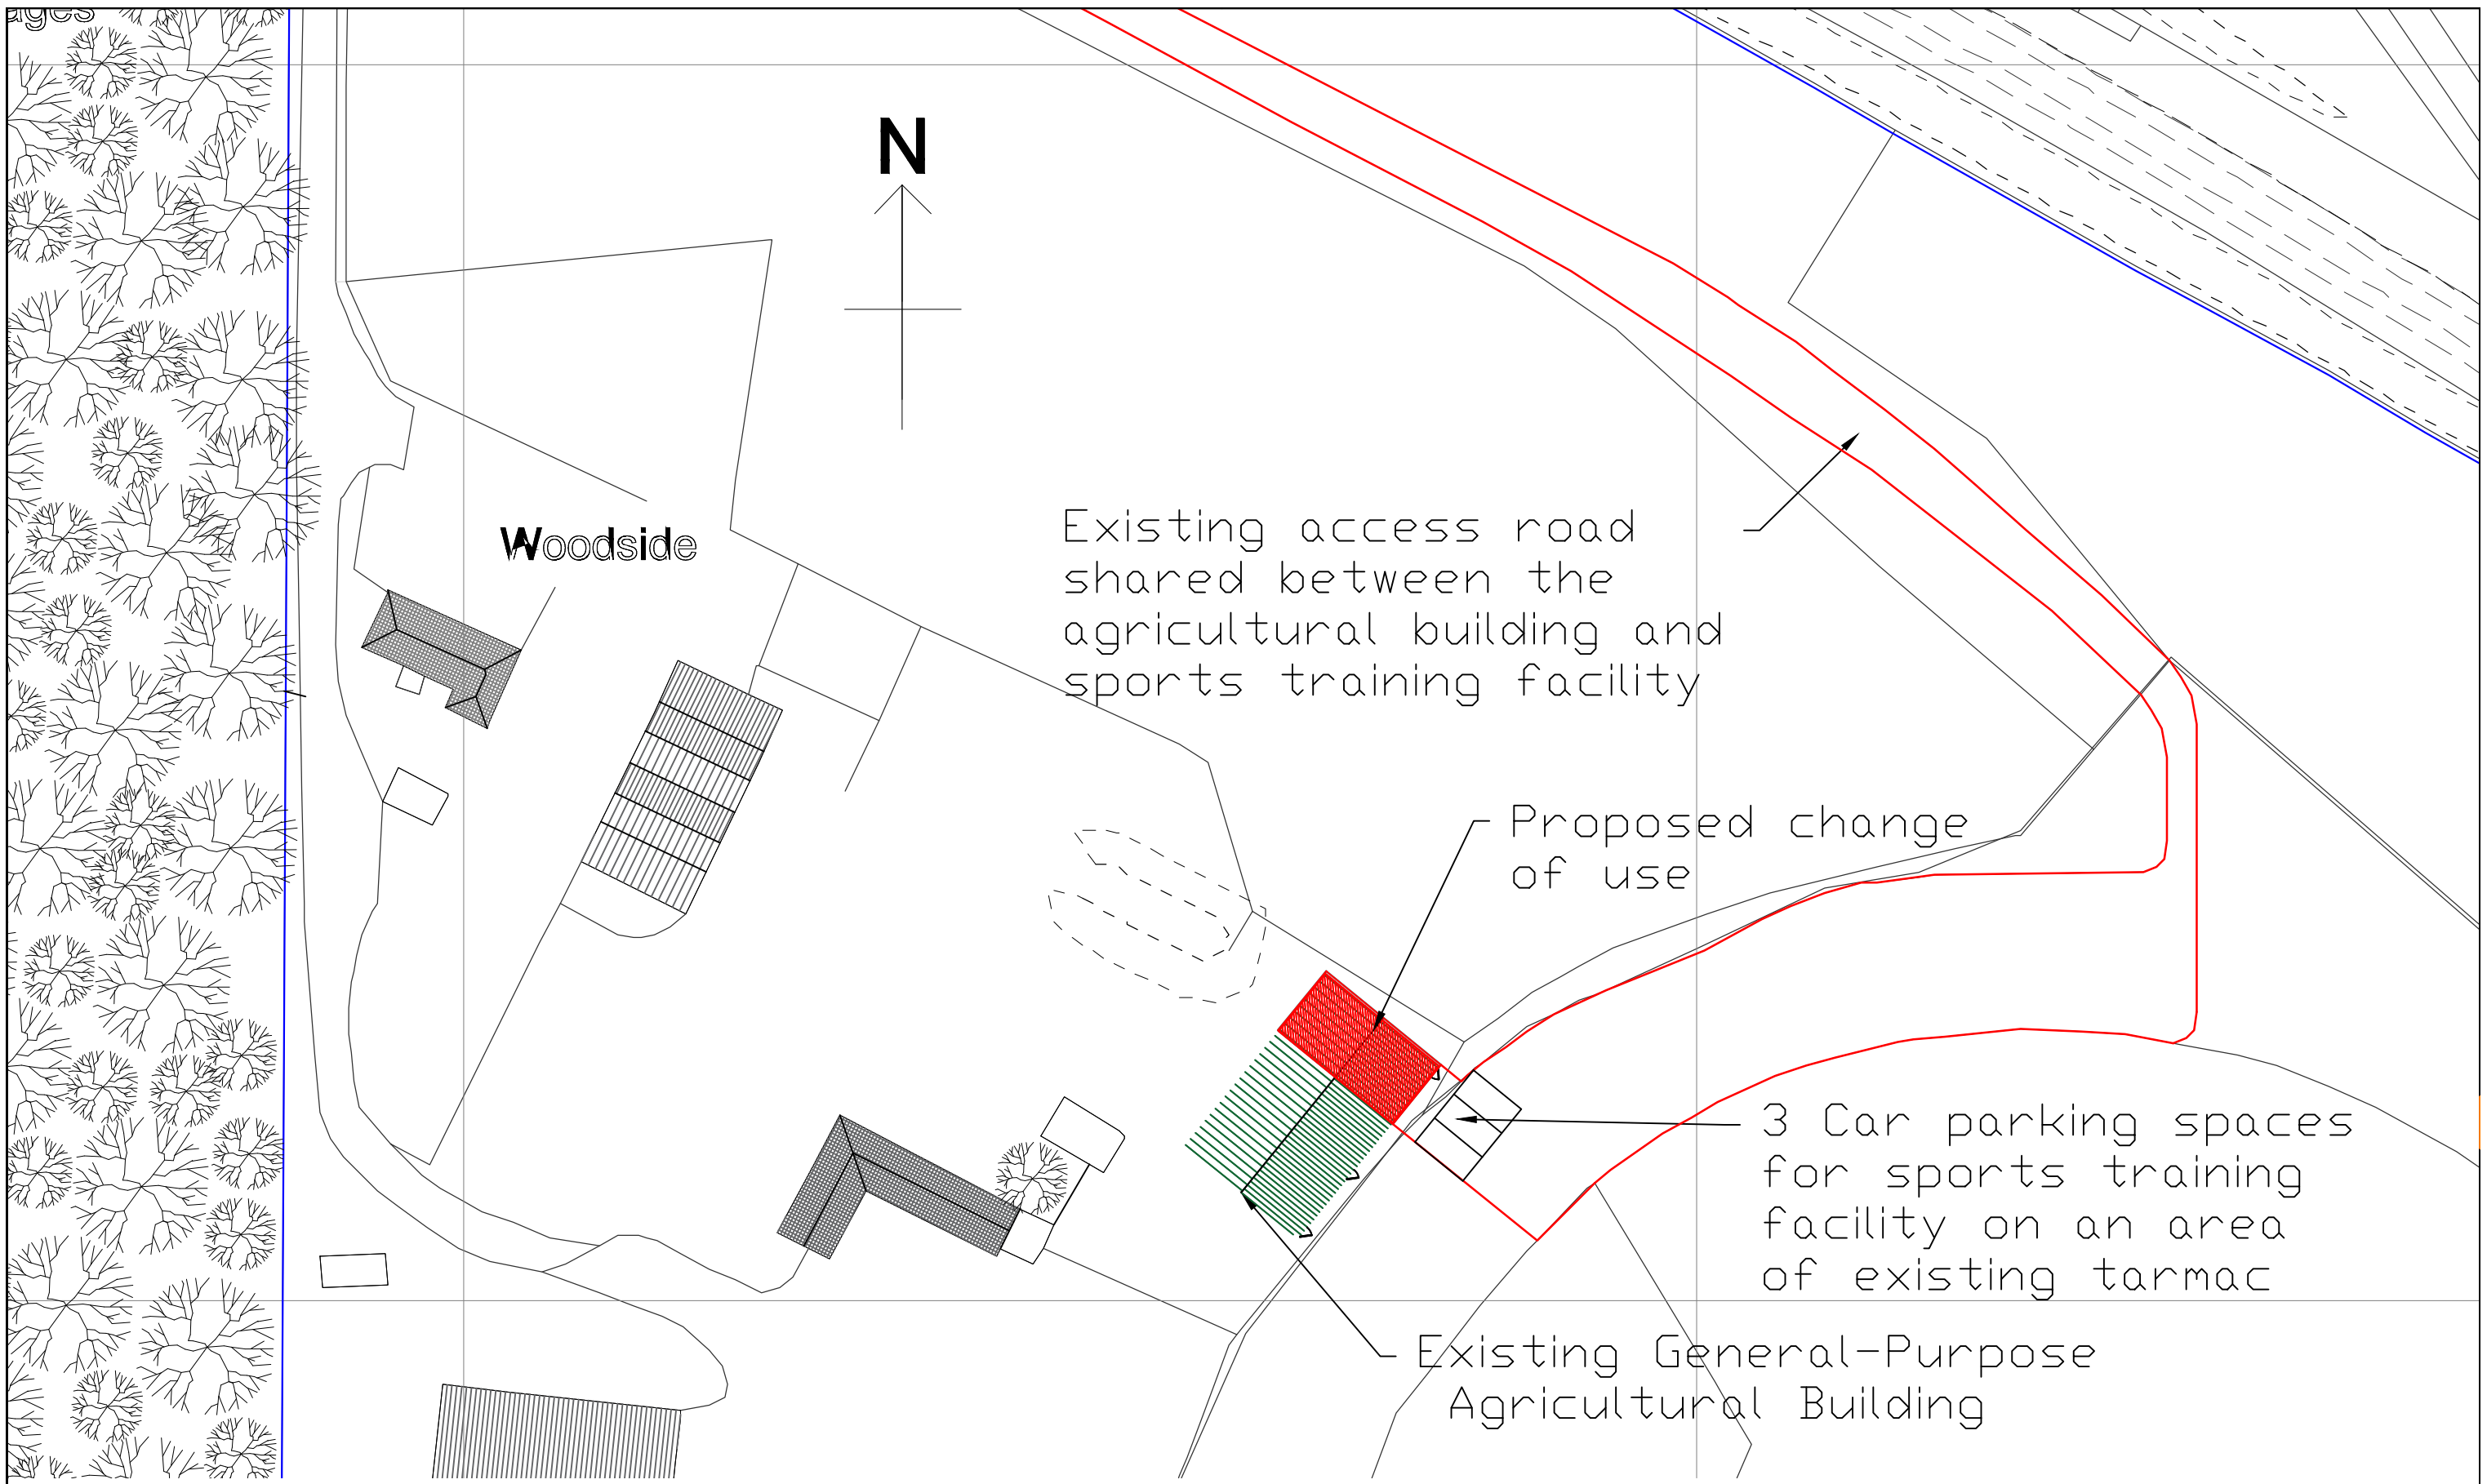 N
Woodside
Existing access road
shared between the
agricultural building and
sports training facility
Proposed change
of use
3 Car parking spaces
for sports training
facility on an area
of existing tarmac
Existing General-Purpose
Agricultural Building